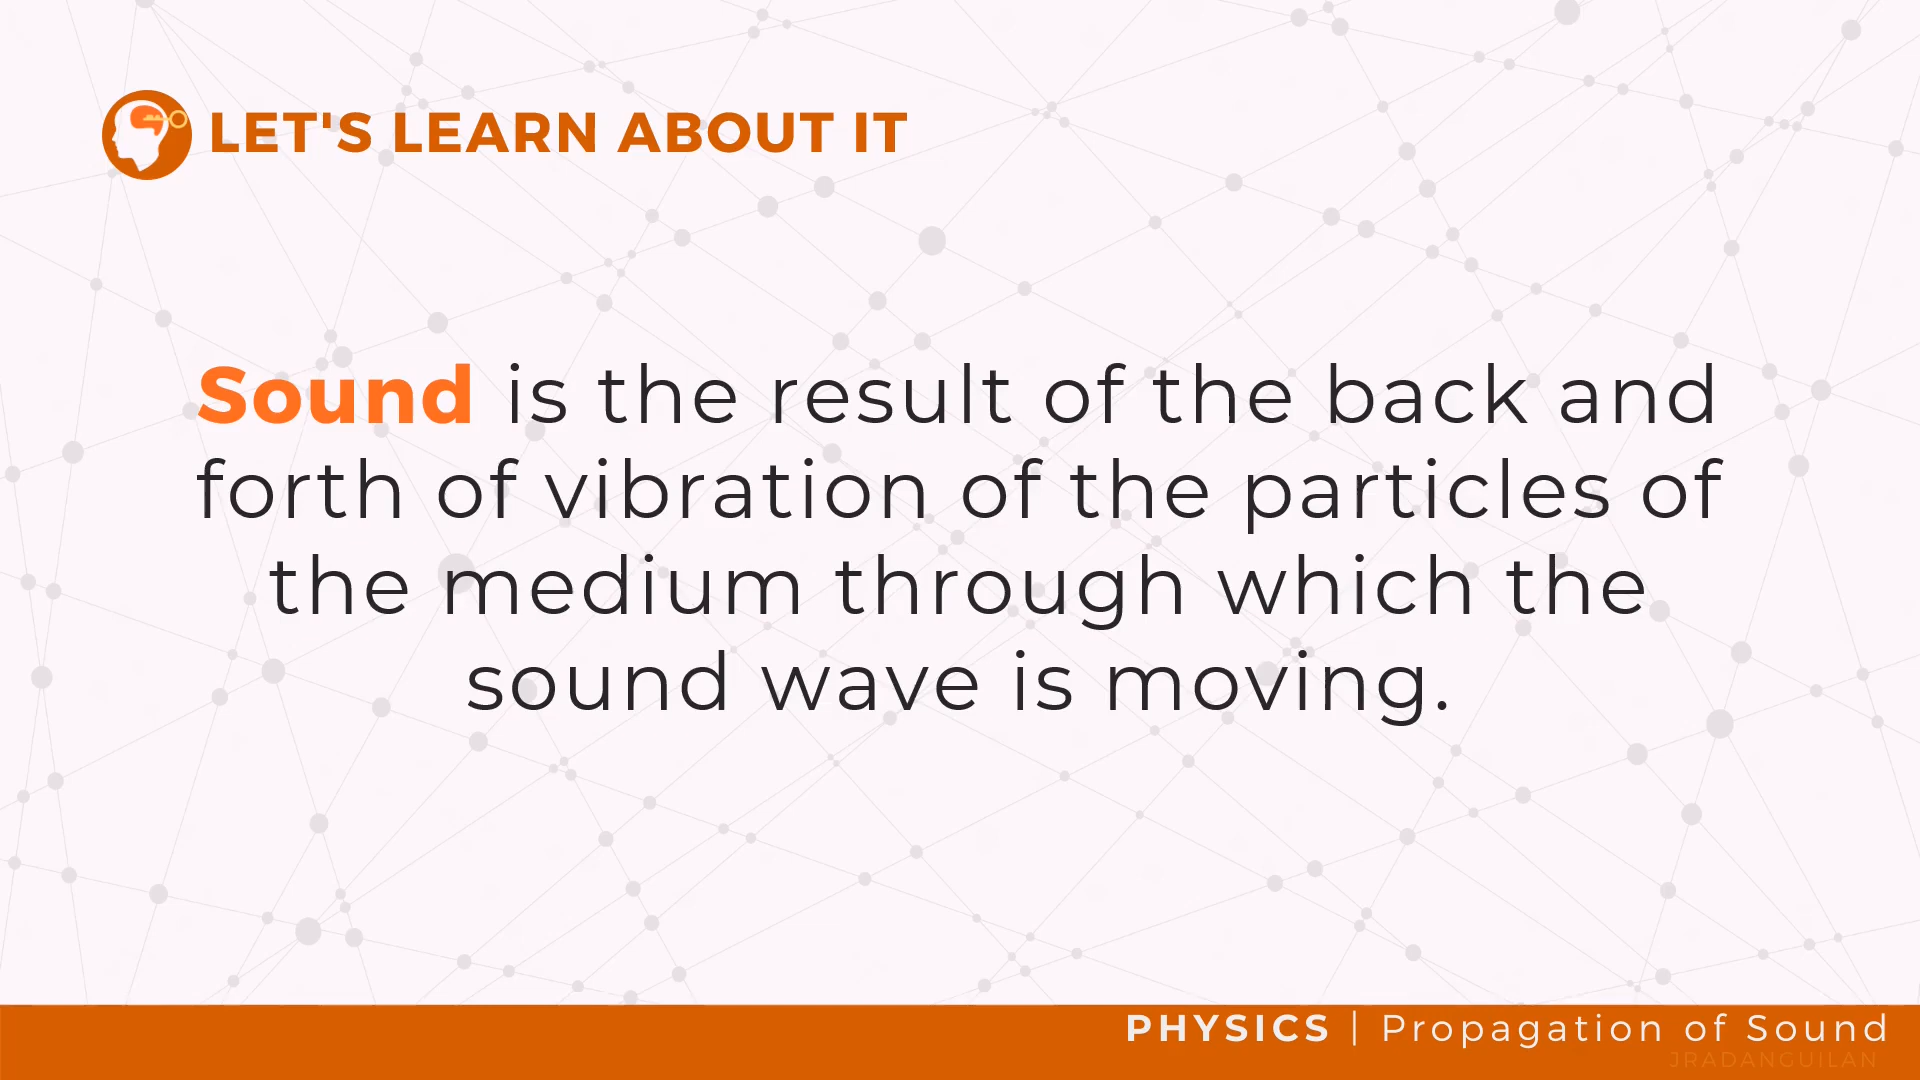 LET'S LEARN ABOUT IT
Sound is the result of the back and
forth of vibration of the particles of
the medium through which the
sound wave is moving.
PHYSICS | Propagation of Sound
JRADANGUILAN